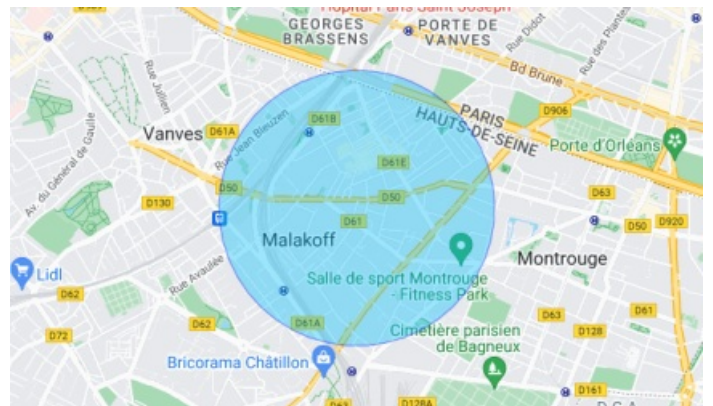 Hôpital Paris Saint-Joseph
GEORGES
BRASSENS
PORTE DE
VANVES
Rue Didot
Rue des Plantes
Bd Brune
Rue Julien
D61B
PARIS
HAUTS-DE-SEINE
D906
Vanves
D61A
Rue Jean Bleuzen
Porte d'Orléans
D61E
Av. du Général de Gaulle
D50
D50
D63
D130
D61
D50
D920
Malakoff
Montrouge
Lidl
Rue Avaulée
Salle de sport Montrouge
- Fitness Park
D62
D61
D62
D61A
D63
D72
D128
Cimetière parisien
de Bagneux
Bricorama Châtillon
D161
D63
D128A